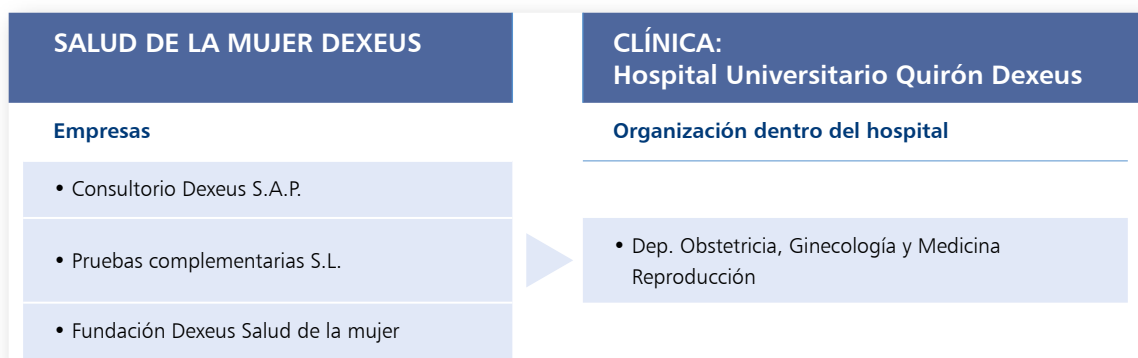 SALUD DE LA MUJER DEXEUS
Empresas
• Consultorio Dexeus S.A.P.
• Pruebas complementarias S.L.
• Fundación Dexeus Salud de la mujer
CLÍNICA:
Hospital Universitario Quirón Dexeus
Organización dentro del hospital
• Dep. Obstetricia, Ginecología y Medicina
Reproducción